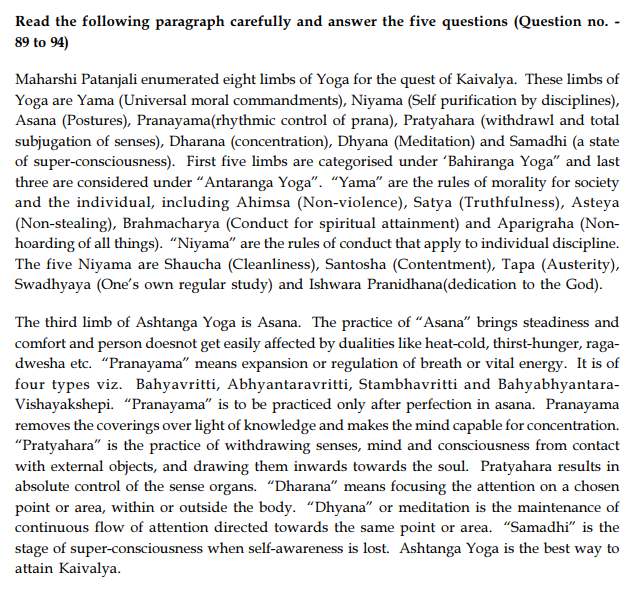 Read the following paragraph carefully and answer the five questions (Question no. -
89 to 94)
Maharshi Patanjali enumerated eight limbs of Yoga for the quest of Kaivalya. These limbs of
Yoga are Yama (Universal moral commandments), Niyama (Self purification by disciplines),
Asana (Postures), Pranayama(rhythmic control of prana), Pratyahara (withdrawl and total
subjugation of senses), Dharana (concentration), Dhyana (Meditation) and Samadhi (a state
of super-consciousness). First five limbs are categorised under ‘Bahiranga Yoga” and last
three are considered under “Antaranga Yoga”. “Yama” are the rules of morality for society
and the individual, including Ahimsa (Non-violence), Satya (Truthfulness), Asteya
(Non-stealing), Brahmacharya (Conduct for spiritual attainment) and Aparigraha (Non-
hoarding of all things). “Niyama” are the rules of conduct that apply to individual discipline.
The five Niyama are Shaucha (Cleanliness), Santosha (Contentment), Tapa (Austerity),
Swadhyaya (One’s own regular study) and Ishwara Pranidhana(dedication to the God).
The third limb of Ashtanga Yoga is Asana. The practice of “Asana” brings steadiness and
comfort and person doesnot get easily affected by dualities like heat-cold, thirst-hunger, raga-
dwesha etc. “Pranayama” means expansion or regulation of breath or vital energy. It is of
four types viz. Bahyavritti, Abhyantaravritti, Stambhavritti and Bahyabhyantara-
Vishayakshepi. “Pranayama” is to be practiced only after perfection in asana. Pranayama
removes the coverings over light of knowledge and makes the mind capable for concentration.
“Pratyahara” is the practice of withdrawing senses, mind and consciousness from contact
with external objects, and drawing them inwards towards the soul. Pratyahara results in
absolute control of the sense organs. “Dharana” means focusing the attention on a chosen
point or area, within or outside the body. “Dhyana” or meditation is the maintenance of
continuous flow of attention directed towards the same point or area. “Samadhi” is the
stage of super-consciousness when self-awareness is lost. Ashtanga Yoga is the best way to
attain Kaivalya.